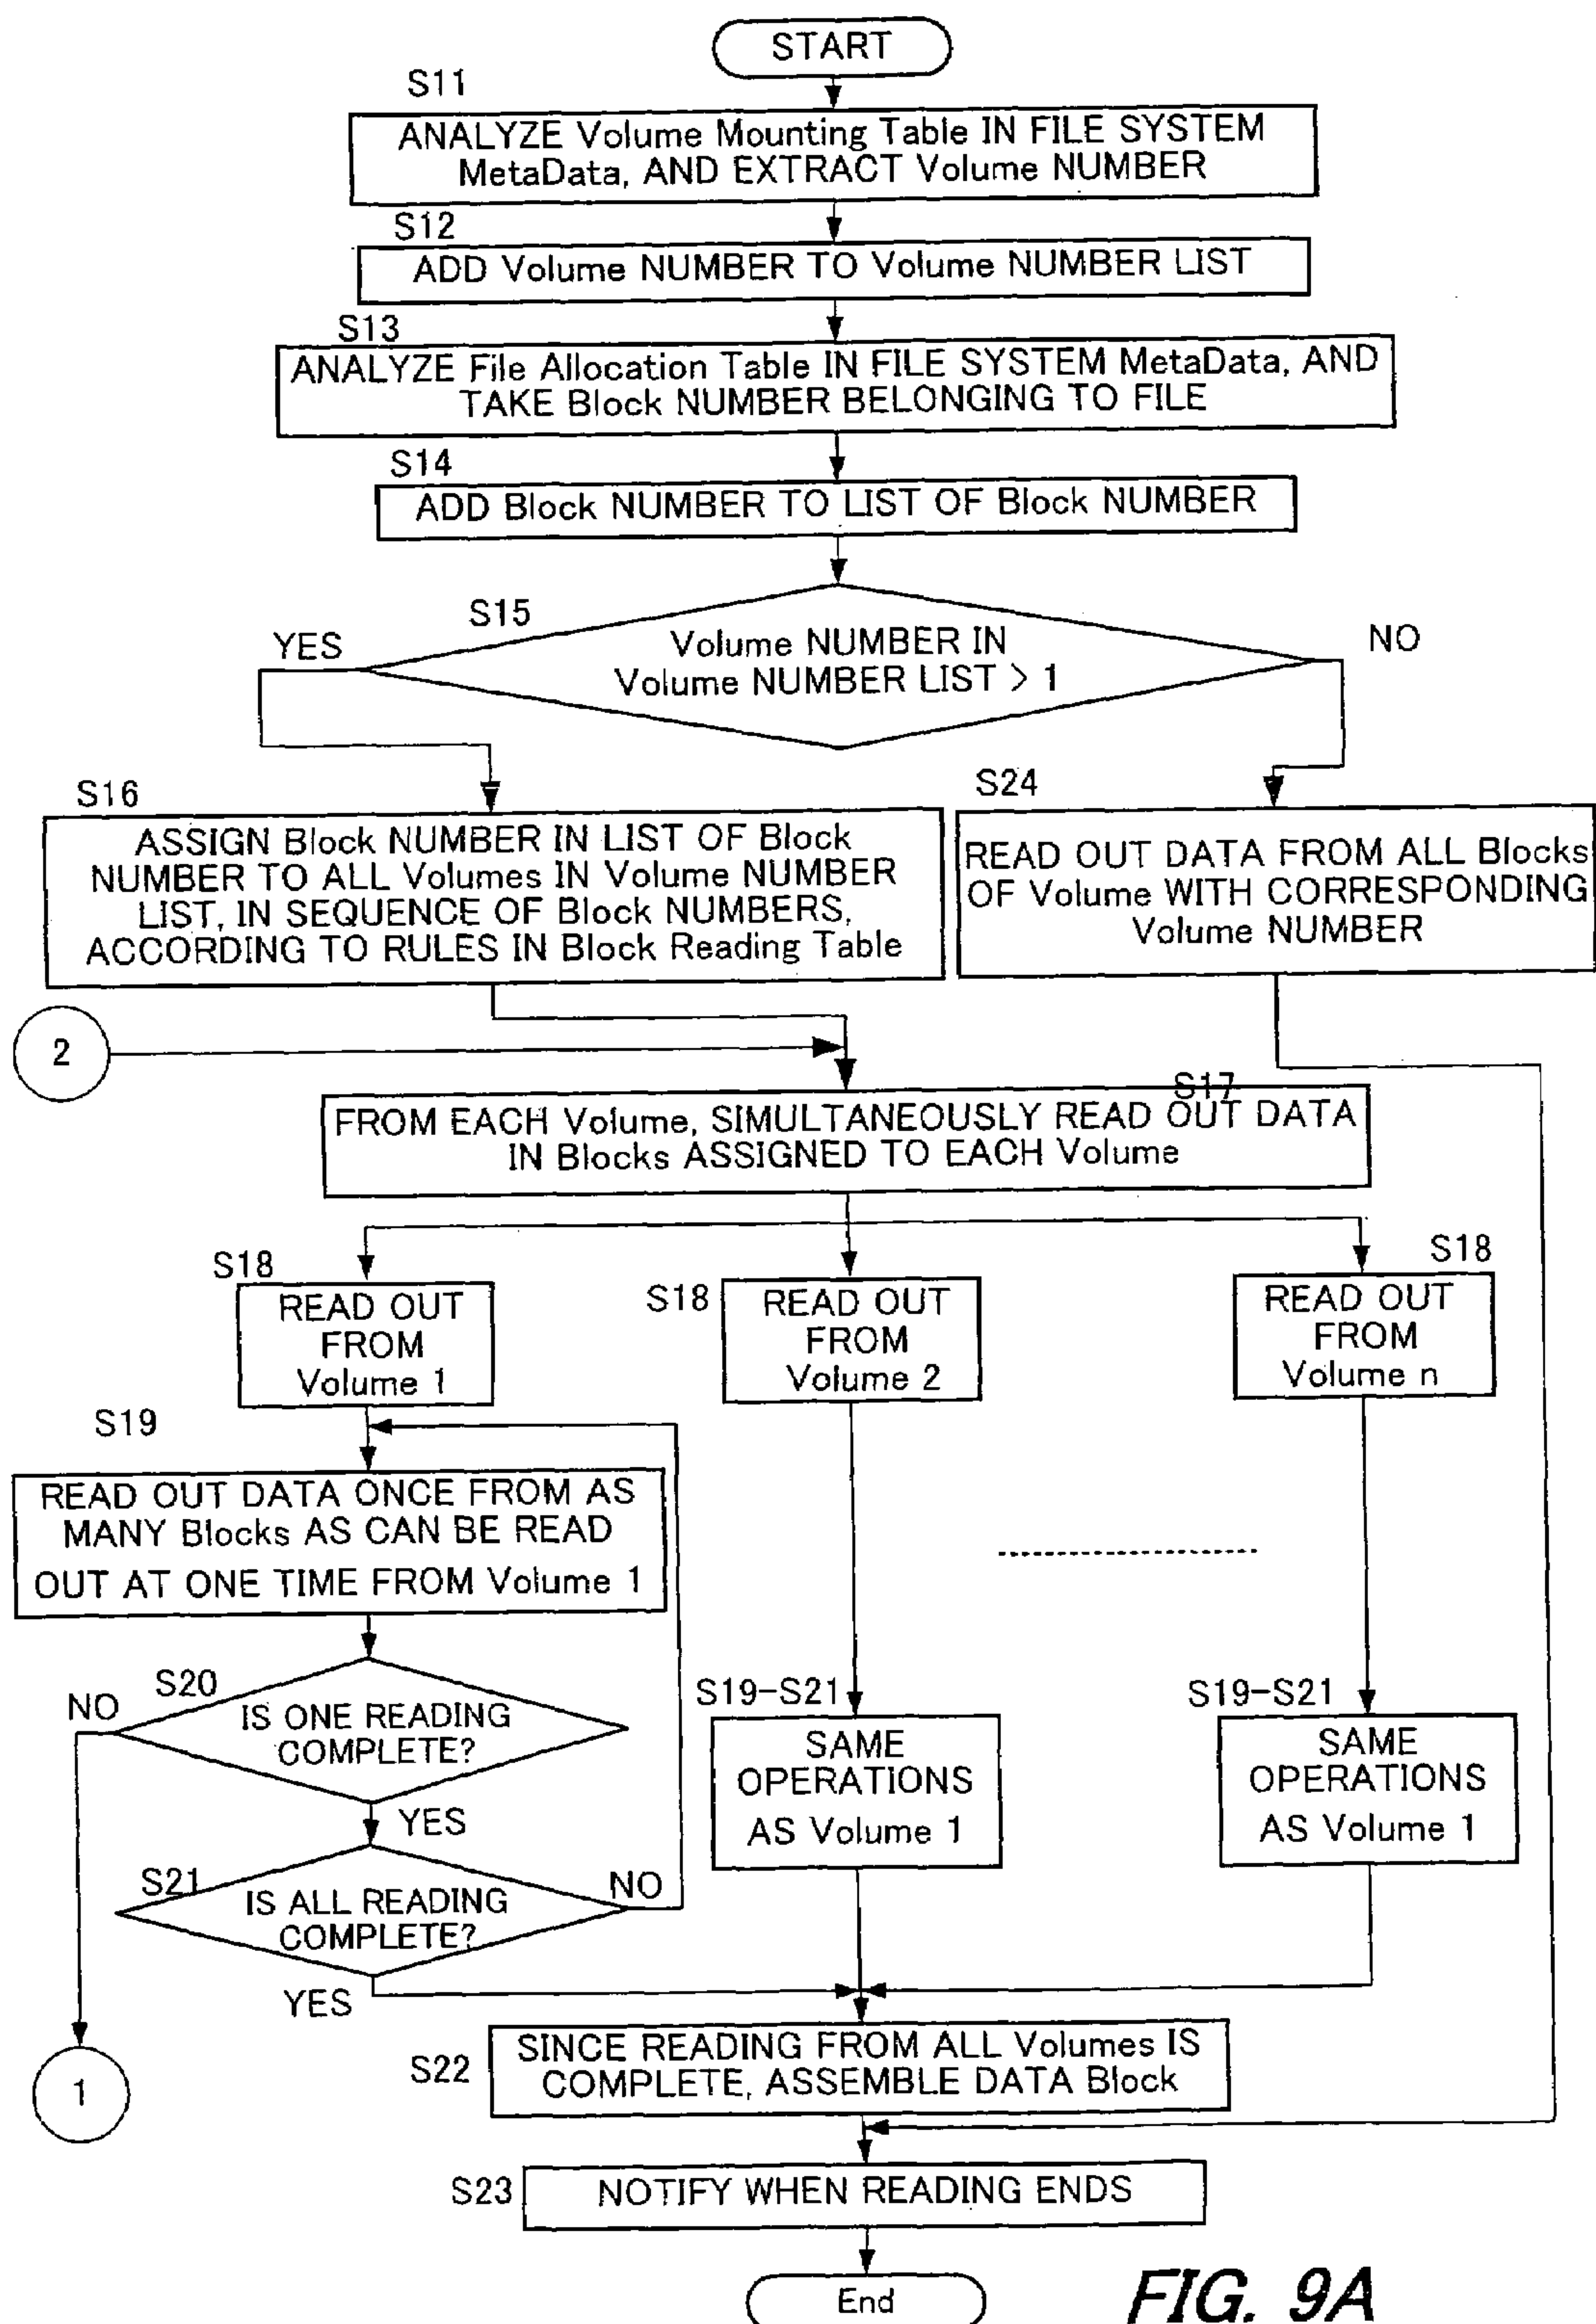 START
S11
ANALYZE Volume Mounting Table IN FILE SYSTEM
MetaData, AND EXTRACT Volume NUMBER
S12
ADD Volume NUMBER TO Volume NUMBER LIST
S13
ANALYZE File Allocation Table IN FILE SYSTEM MetaData, AND
TAKE Block NUMBER BELONGING TO FILE
S14
ADD Block NUMBER TO LIST OF Block NUMBER
S15
Volume NUMBER IN
Volume NUMBER LIST > 1
YES
NO
S16
ASSIGN Block NUMBER IN LIST OF Block
NUMBER TO ALL Volumes IN Volume NUMBER
LIST, IN SEQUENCE OF Block NUMBERS,
ACCORDING TO RULES IN Block Reading Table
S24
READ OUT DATA FROM ALL Blocks
OF Volume WITH CORRESPONDING
Volume NUMBER
2
S17
FROM EACH Volume, SIMULTANEOUSLY READ OUT DATA
IN Blocks ASSIGNED TO EACH Volume
S18
READ OUT
FROM
Volume 1
S18
READ OUT
FROM
Volume 2
S18
READ OUT
FROM
Volume n
S19
READ OUT DATA ONCE FROM AS
MANY Blocks AS CAN BE READ
OUT AT ONE TIME FROM Volume 1
S20
NO
IS ONE READING
COMPLETE?
YES
S21
IS ALL READING
COMPLETE?
NO
YES
S19-S21
SAME
OPERATIONS
AS Volume 1
S19-S21
SAME
OPERATIONS
AS Volume 1
1
S22
SINCE READING FROM ALL Volumes IS
COMPLETE, ASSEMBLE DATA Block
S23
NOTIFY WHEN READING ENDS
End
FIG. 9A